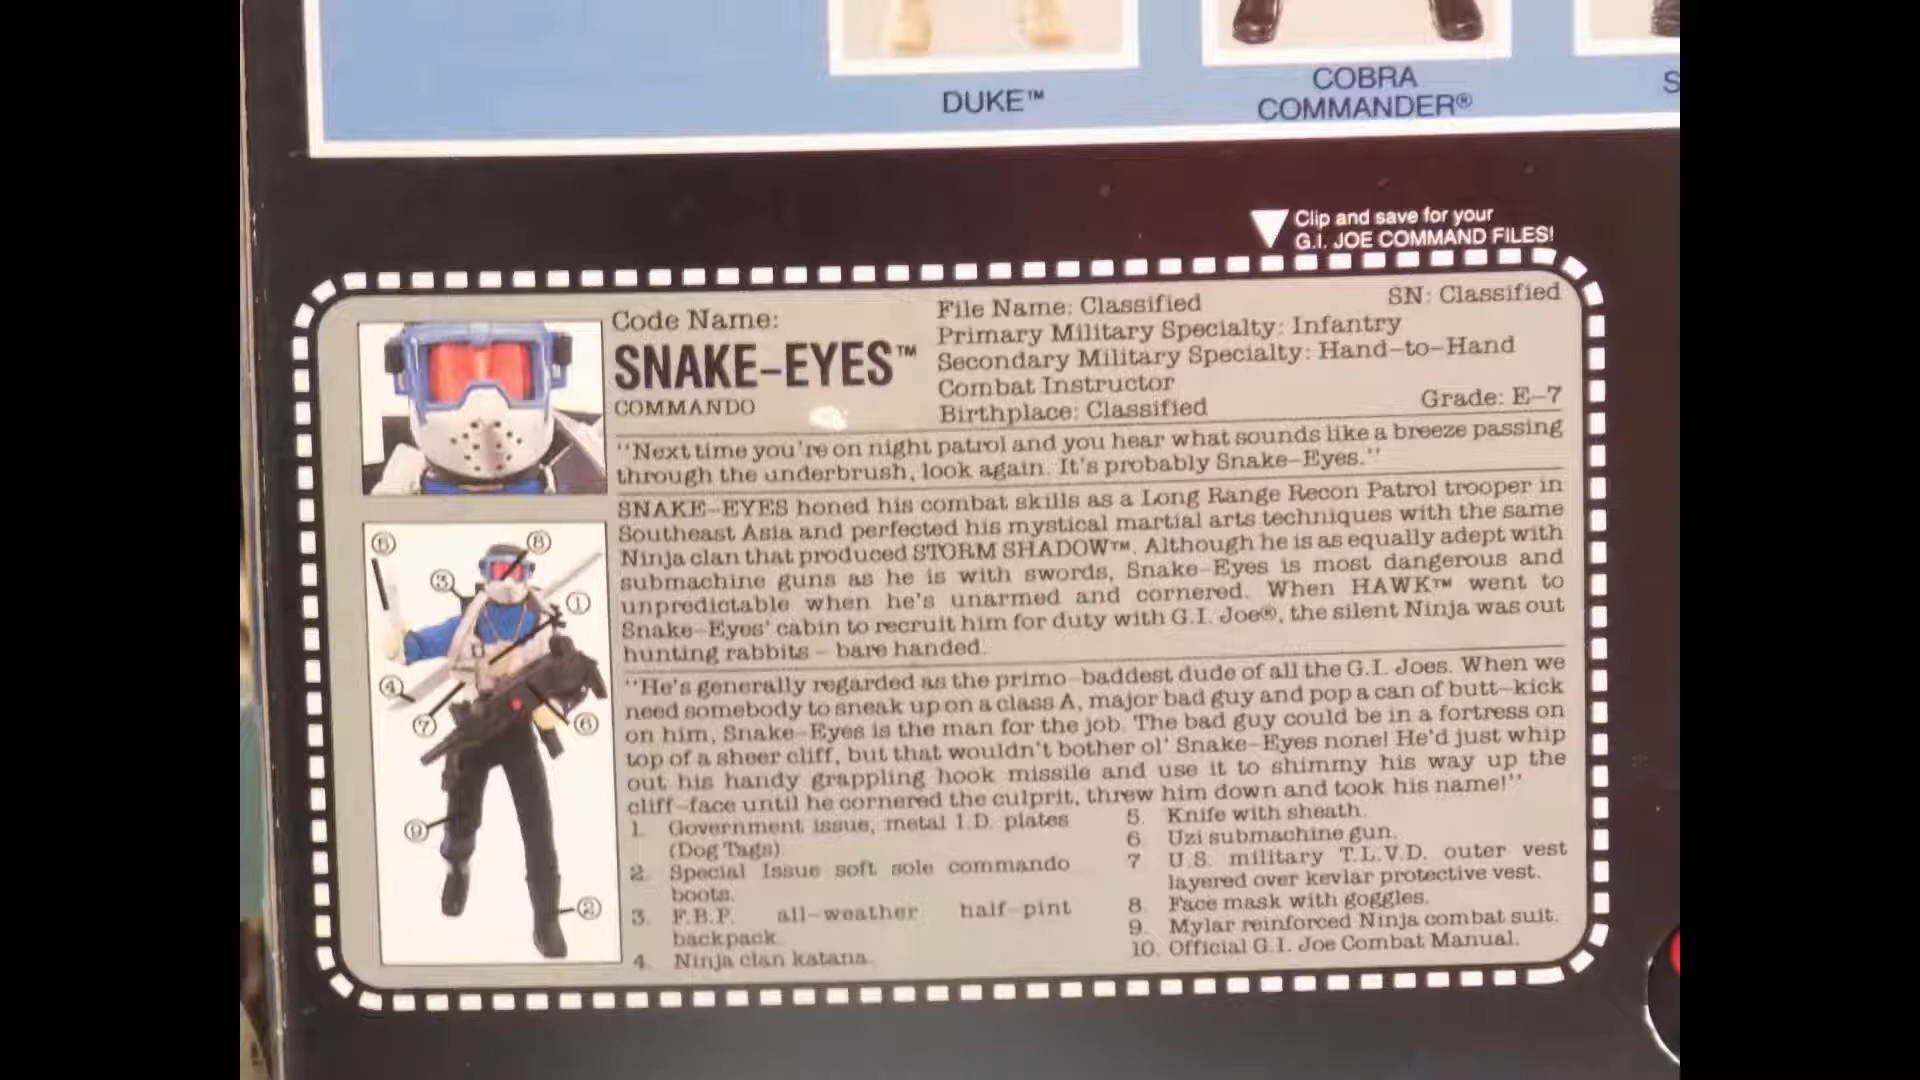 DUKE™
COBRA
COMMANDER®
S
Clip and save for your
G.I. JOE COMMAND FILES!
Code Name:
SNAKE-EYES™
COMMANDO
File Name: Classified
SN: Classified
Primary Military Specialty: Infantry
Secondary Military Specialty: Hand-to-Hand
Combat Instructor
Birthplace: Classified
Grade: E-7
"Next time you're on night patrol and you hear what sounds like a breeze passing
through the underbrush, look again. It's probably Snake-Eyes."
SNAKE-EYES honed his combat skills as a Long Range Recon Patrol trooper in
Southeast Asia and perfected his mystical martial arts techniques with the same
Ninja clan that produced STORM SHADOW™. Although he is as equally adept with
submachine guns as he is with swords, Snake-Eyes is most dangerous and
unpredictable when he's unarmed and cornered. When HAWK™ went to
Snake-Eyes' cabin to recruit him for duty with G.I. Joe®, the silent Ninja was out
hunting rabbits – bare handed.
"He's generally regarded as the primo-baddest dude of all the G.I. Joes. When we
need somebody to sneak up on a class A, major bad guy and pop a can of butt-kick
on him, Snake-Eyes is the man for the job. The bad guy could be in a fortress on
top of a sheer cliff, but that wouldn't bother ol' Snake-Eyes none! He'd just whip
out his handy grappling hook missile and use it to shimmy his way up the
cliff-face until he cornered the culprit, threw him down and took his name!"
1. Government issue, metal I.D. plates
(Dog Tags)
2. Special Issue soft sole commando
boots.
3. F.B.P. all-weather half-pint
backpack.
4. Ninja clan katana.
5. Knife with sheath.
6 Uzi submachine gun.
7 U.S. military T.L.V.D. outer vest
layered over kevlar protective vest.
8. Face mask with goggles.
9. Mylar reinforced Ninja combat suit.
10. Official G.I. Joe Combat Manual.
5
8
3
1
4
7
6
9
2